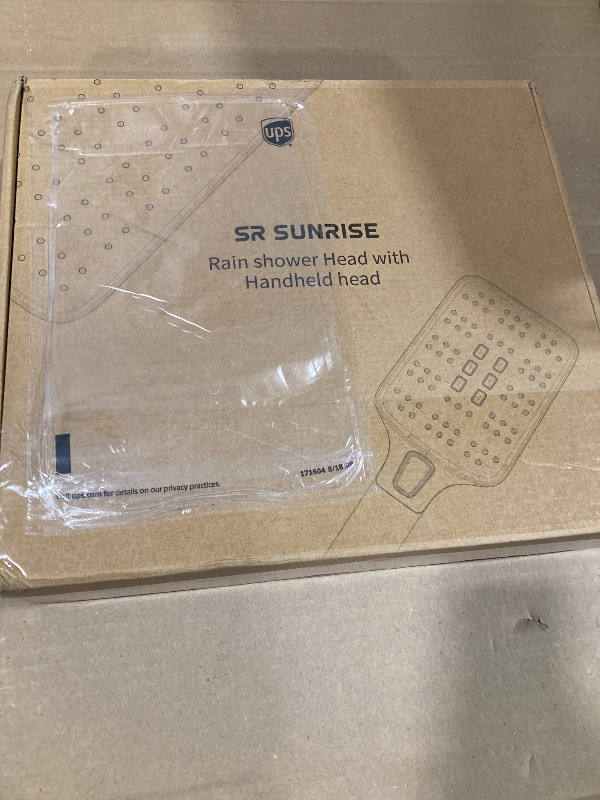 ups
SR SUNRISE
Rain shower Head with
Handheld head
171604 8/18
Visit ups.com for details on our privacy practices.